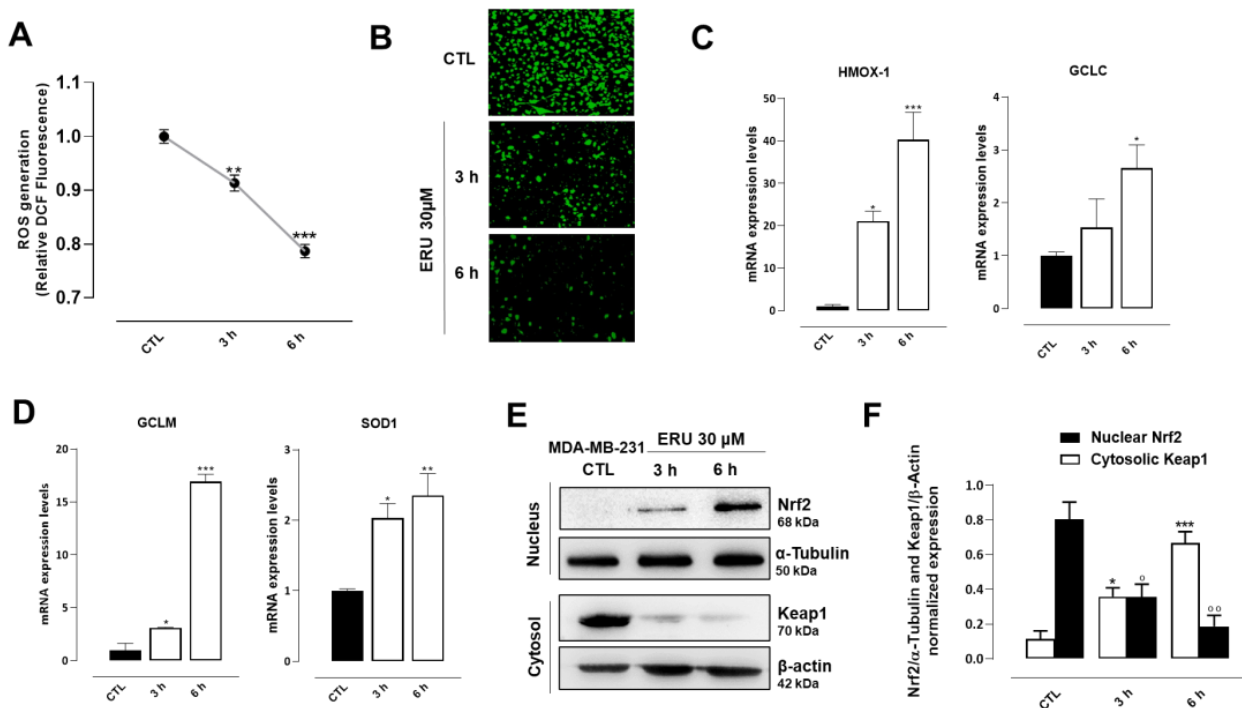 A
ROS generation
(Relative DCF Fluorescence)
1.1
1.0
0.9
0.8
0.7
**
***
CTL
3 h
6 h
B
CTL
ERU 30µM
3 h
6 h
C
HMOX-1
mRNA expression levels
50
40
30
20
10
0
*
***
CTL
3 h
6 h
GCLC
mRNA expression levels
4
3
2
1
0
*
CTL
3 h
6 h
D
GCLM
mRNA expression levels
20
15
10
5
0
*
***
CTL
3 h
6 h
SOD1
mRNA expression levels
3
2
1
0
*
**
CTL
3 h
6 h
E
MDA-MB-231
ERU 30 µM
CTL
3 h
6 h
Nucleus
Nrf2
68 kDa
α-Tubulin
50 kDa
Cytosol
Keap1
70 kDa
β-actin
42 kDa
F
Nuclear Nrf2
Cytosolic Keap1
Nrf2/α-Tubulin and Keap1/β-Actin
normalized expression
0.8
0.6
0.4
0.2
0.0
*
o
***
oo
CTL
3 h
6 h